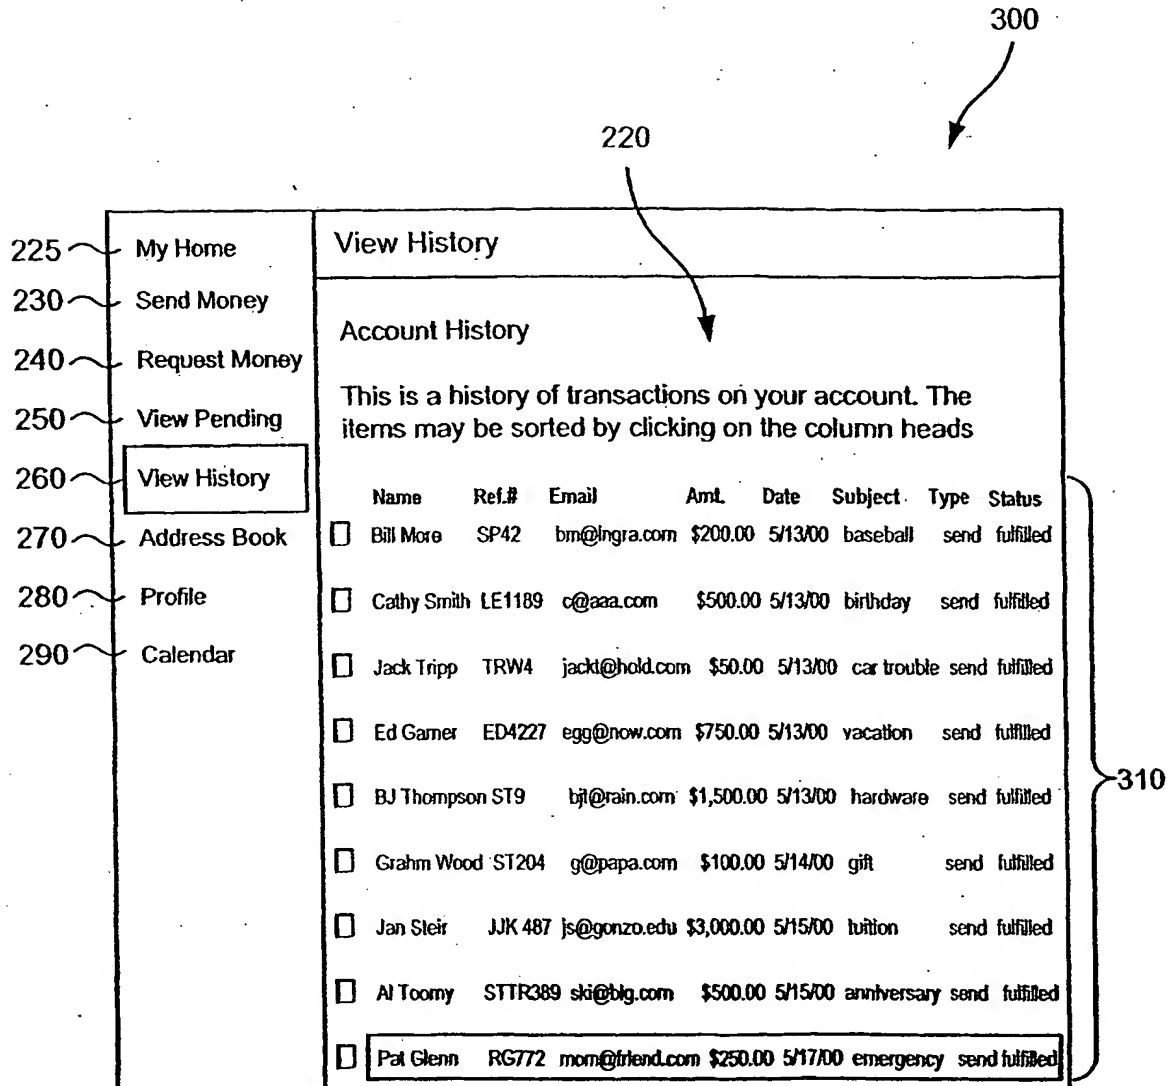 300
220
225 My Home
230 Send Money
240 Request Money
250 View Pending
260 View History
270 Address Book
280 Profile
290 Calendar
View History
Account History
This is a history of transactions on your account. The
items may be sorted by clicking on the column heads
Name Ref.# Email Amt. Date Subject Type Status
Bill More SP42 bm@ingra.com $200.00 5/13/00 baseball send fulfilled
Cathy Smith LE1189 c@aaa.com $500.00 5/13/00 birthday send fulfilled
Jack Tripp TRW4 jackt@hold.com $50.00 5/13/00 car trouble send fulfilled
Ed Garner ED4227 egg@now.com $750.00 5/13/00 vacation send fulfilled
BJ Thompson ST9 bjt@rain.com $1,500.00 5/13/00 hardware send fulfilled
Grahm Wood ST204 g@papa.com $100.00 5/14/00 gift send fulfilled
Jan Steir JJK 487 js@gonzo.edu $3,000.00 5/15/00 tuition send fulfilled
Al Toomy STTR389 ski@blg.com $500.00 5/15/00 anniversary send fulfilled
Pat Glenn RG772 mom@friend.com $250.00 5/17/00 emergency send fulfilled
310